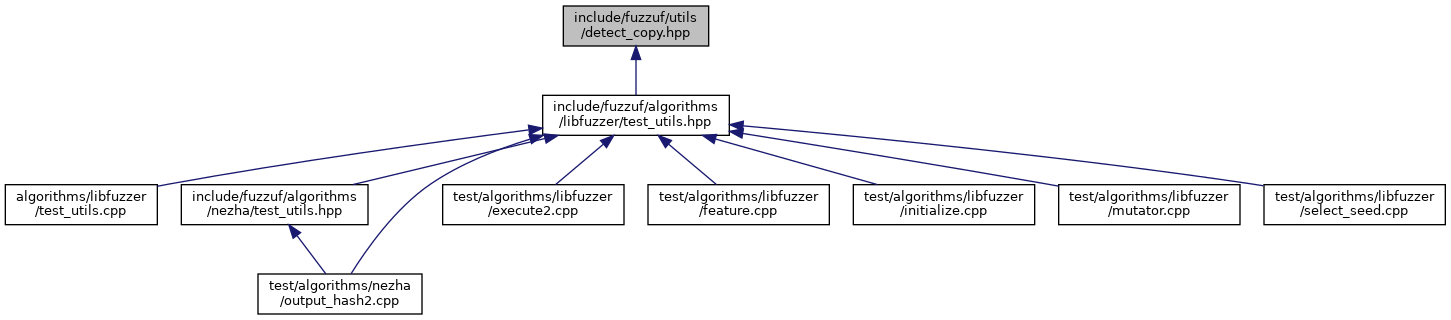 include/fuzzuf/utils
/detect_copy.hpp
include/fuzzuf/algorithms
/libfuzzer/test_utils.hpp
algorithms/libfuzzer
/test_utils.cpp
include/fuzzuf/algorithms
/nezha/test_utils.hpp
test/algorithms/libfuzzer
/execute2.cpp
test/algorithms/libfuzzer
/feature.cpp
test/algorithms/libfuzzer
/initialize.cpp
test/algorithms/libfuzzer
/mutator.cpp
test/algorithms/libfuzzer
/select_seed.cpp
test/algorithms/nezha
/output_hash2.cpp